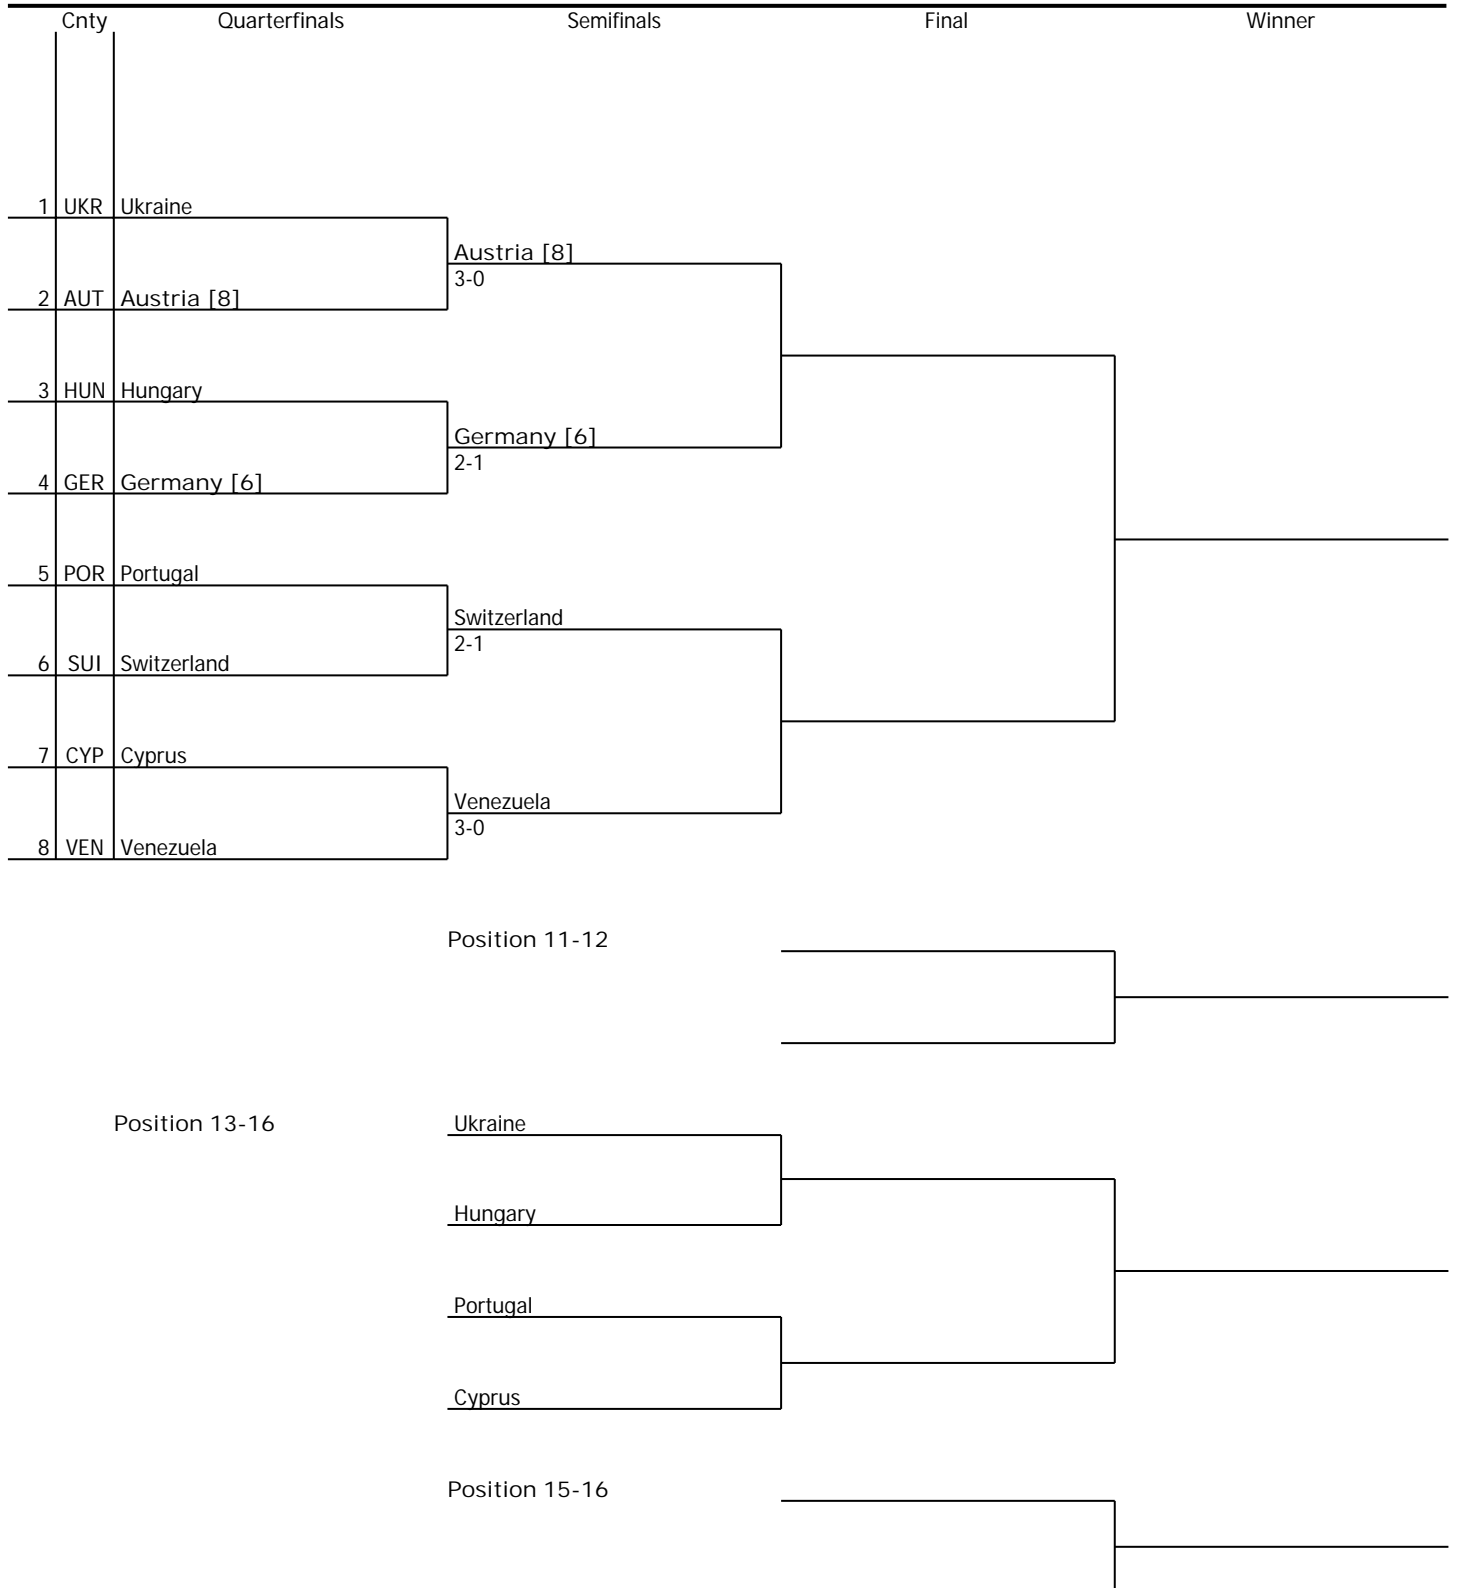 Cnty Quarterfinals Semifinals Final Winner
1 UKR Ukraine
Austria [8]
3-0
2 AUT Austria [8]
3 HUN Hungary
Germany [6]
2-1
4 GER Germany [6]
5 POR Portugal
Switzerland
2-1
6 SUI Switzerland
7 CYP Cyprus
Venezuela
3-0
8 VEN Venezuela
Position 11-12
Position 13-16 Ukraine
Hungary
Portugal
Cyprus
Position 15-16